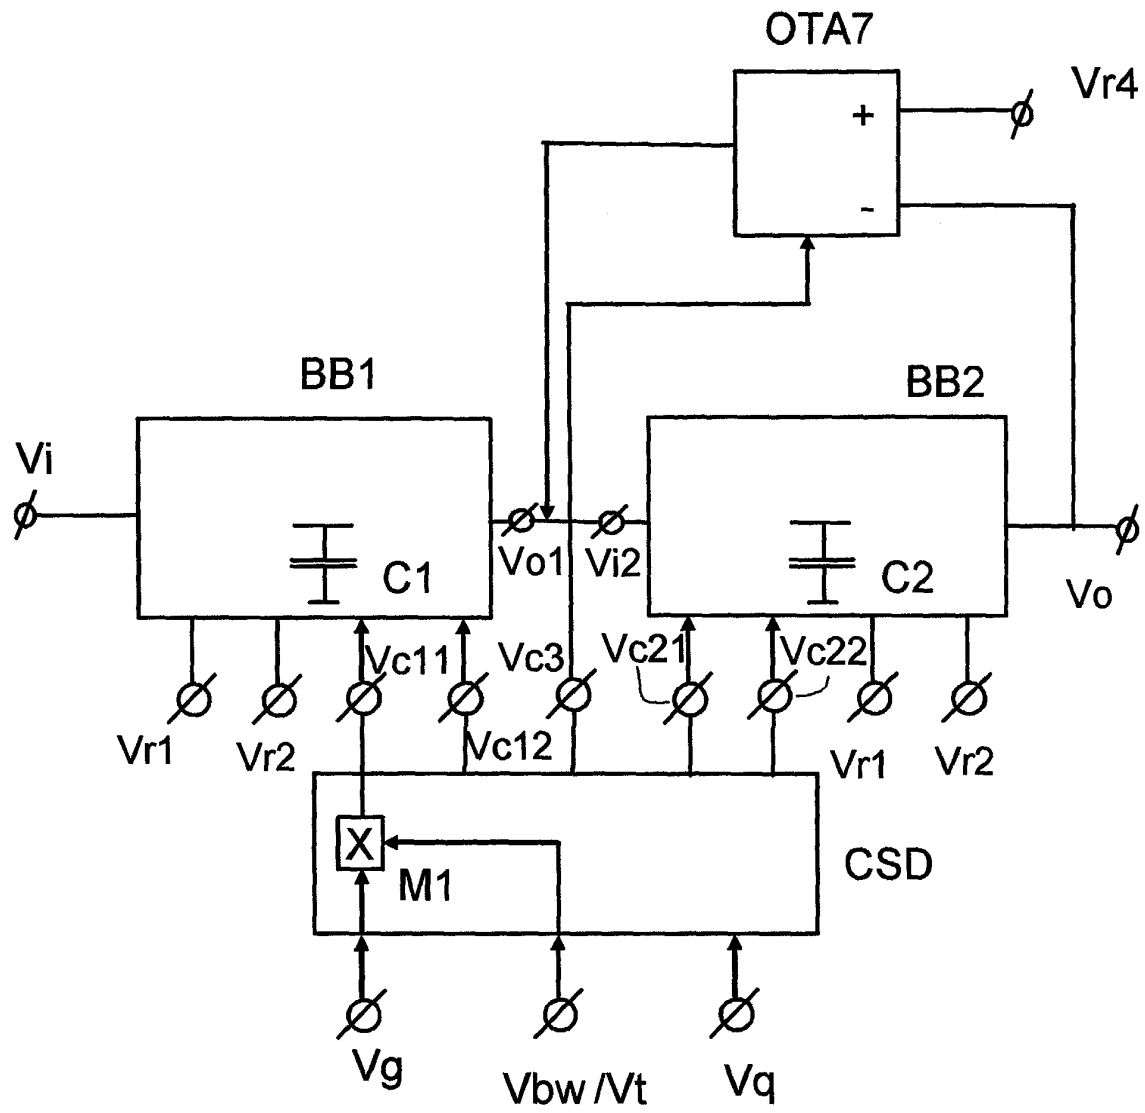 OTA7
Vr4
+
-
BB1
BB2
Vi
C1
Vo1
Vi2
C2
Vo
Vc11
Vc3
Vc21
Vc22
Vr1
Vr2
Vc12
Vr1
Vr2
X
M1
CSD
Vg
Vbw/Vt
Vq